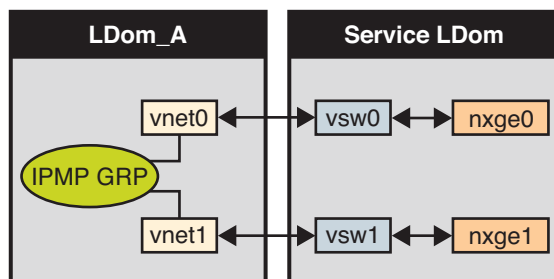 LDom_A
Service LDom
vnet0
vsw0
nxge0
IPMP GRP
vnet1
vsw1
nxge1